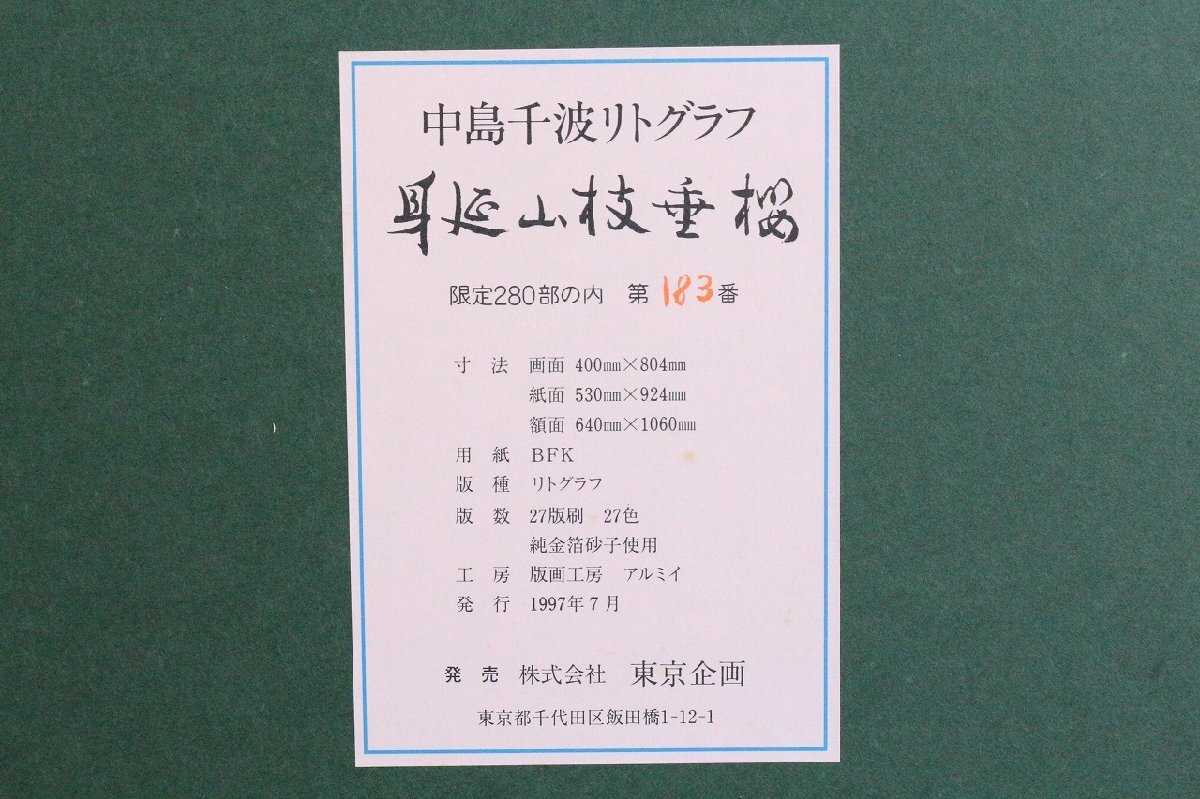 中島千波リトグラフ
身延山枝垂桜
限定280部の内 第183番
寸法 画面 400㎜×804㎜
紙面 530㎜×924㎜
額面 640㎜×1060㎜
用紙 BFK
版種 リトグラフ
版数 27版刷 27色
純金箔砂子使用
工房 版画工房 アルミイ
発行 1997年7月
発売 株式会社 東京企画
東京都千代田区飯田橋1-12-1